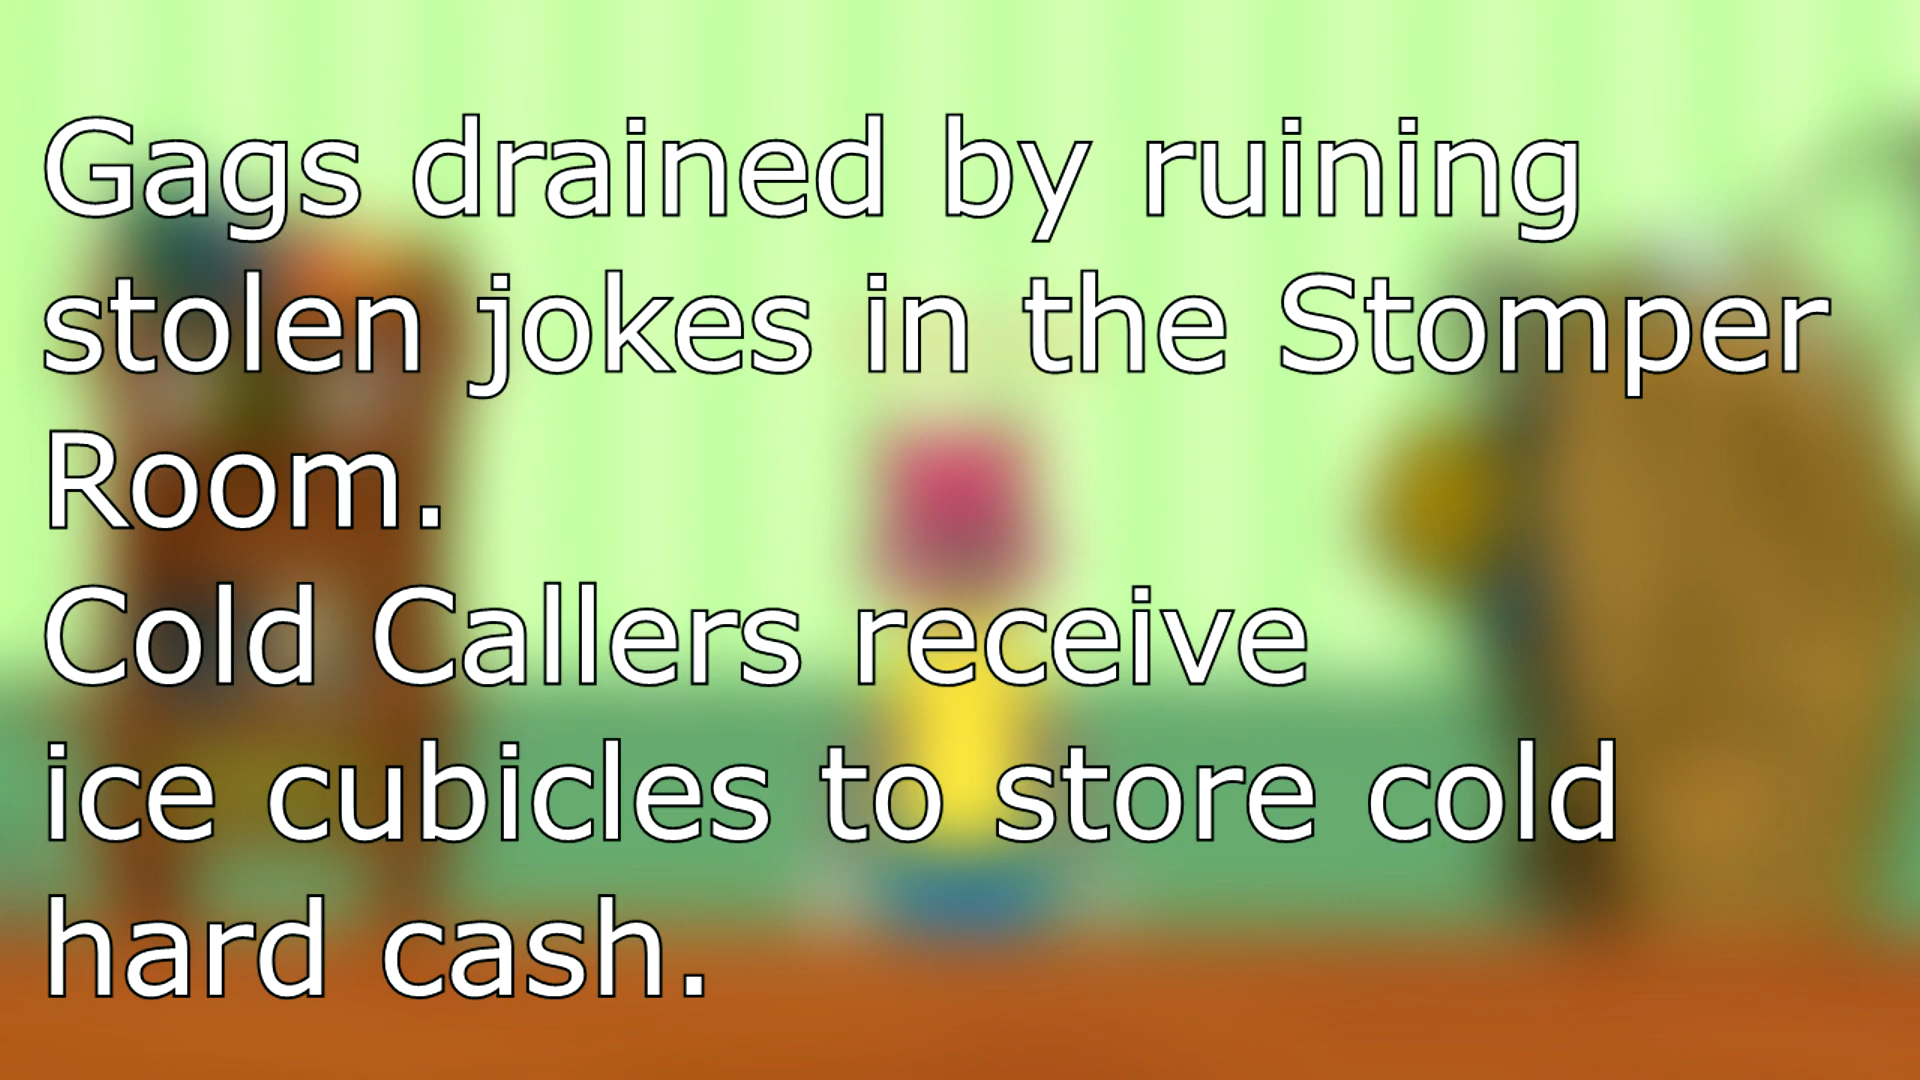 Gags drained by ruining
stolen jokes in the Stomper
Room.
Cold Callers receive
ice cubicles to store cold
hard cash.